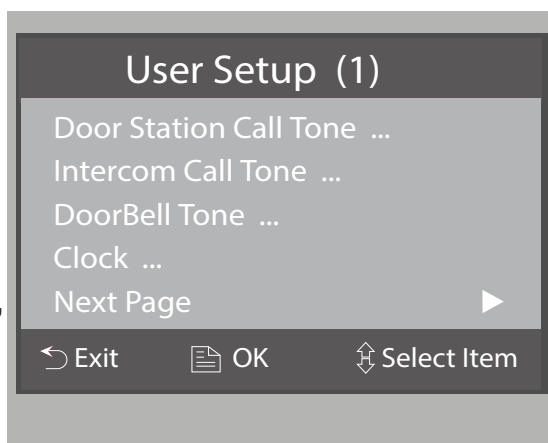 User Setup (1)
Door Station Call Tone ...
Intercom Call Tone ...
DoorBell Tone ...
Clock ...
Next Page
Exit OK Select Item